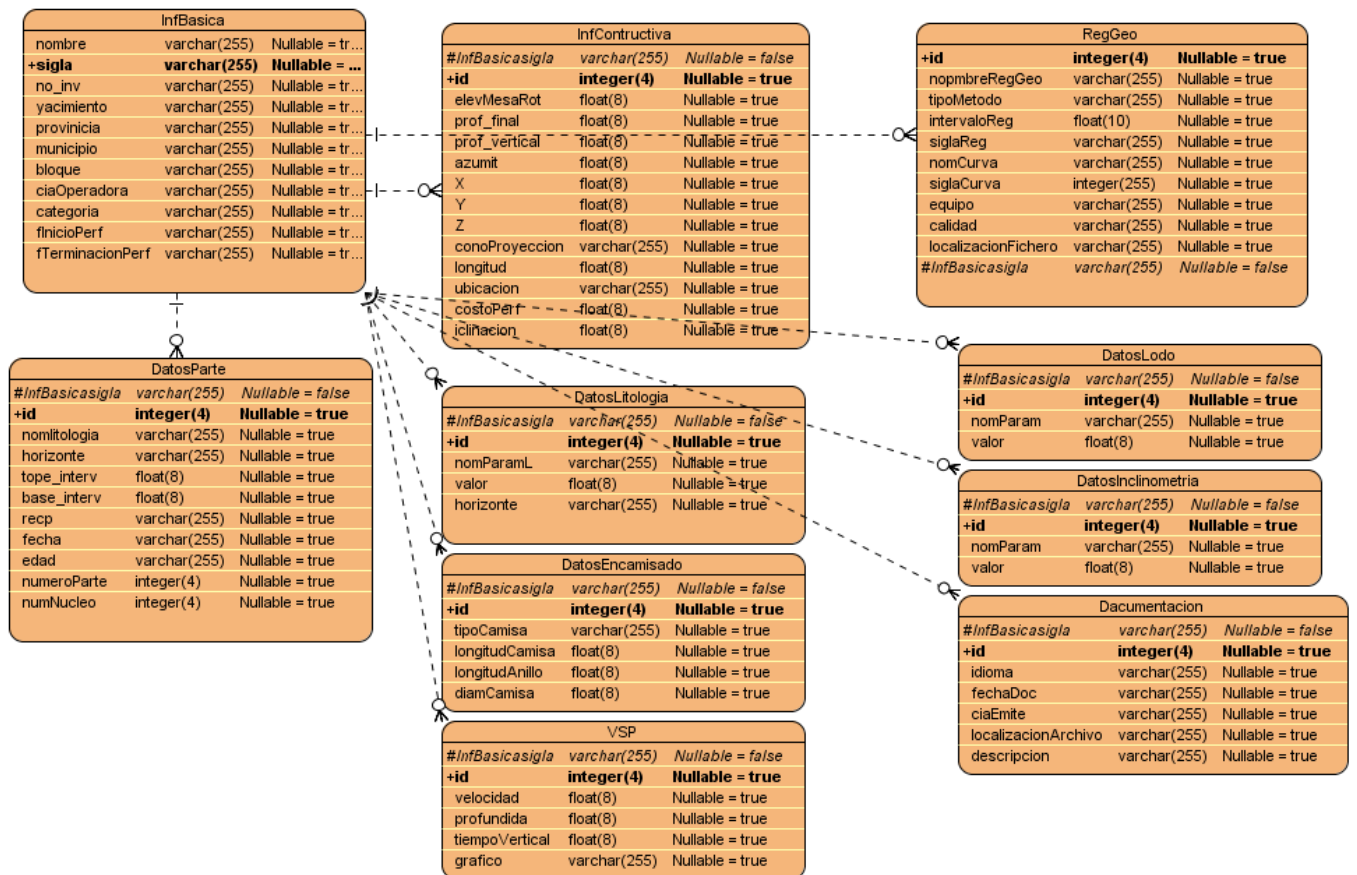 InfBasica
nombre varchar(255) Nullable = tr...
+sigla varchar(255) Nullable = ...
no_inv varchar(255) Nullable = tr...
yacimiento varchar(255) Nullable = tr...
provinicia varchar(255) Nullable = tr...
municipio varchar(255) Nullable = tr...
bloque varchar(255) Nullable = tr...
ciaOperadora varchar(255) Nullable = tr...
categoria varchar(255) Nullable = tr...
fInicioPerf varchar(255) Nullable = tr...
fTerminacionPerf varchar(255) Nullable = tr...
InfContructiva
#InfBasicasigla varchar(255) Nullable = false
+id integer(4) Nullable = true
elevMesaRot float(8) Nullable = true
prof_final float(8) Nullable = true
prof_vertical float(8) Nullable = true
azumit float(8) Nullable = true
X float(8) Nullable = true
Y float(8) Nullable = true
Z float(8) Nullable = true
conoProyeccion varchar(255) Nullable = true
longitud float(8) Nullable = true
ubicacion varchar(255) Nullable = true
costoPerf float(8) Nullable = true
iclinacion float(8) Nullable = true
RegGeo
+id integer(4) Nullable = true
nopmbreRegGeo varchar(255) Nullable = true
tipoMetodo varchar(255) Nullable = true
intervaloReg float(10) Nullable = true
siglaReg varchar(255) Nullable = true
nomCurva varchar(255) Nullable = true
siglaCurva integer(255) Nullable = true
equipo varchar(255) Nullable = true
calidad varchar(255) Nullable = true
localizacionFichero varchar(255) Nullable = true
#InfBasicasigla varchar(255) Nullable = false
DatosParte
#InfBasicasigla varchar(255) Nullable = false
+id integer(4) Nullable = true
nomlitologia varchar(255) Nullable = true
horizonte varchar(255) Nullable = true
tope_interv float(8) Nullable = true
base_interv float(8) Nullable = true
recp varchar(255) Nullable = true
fecha varchar(255) Nullable = true
edad varchar(255) Nullable = true
numeroParte integer(4) Nullable = true
numNucleo integer(4) Nullable = true
DatosLitologia
#InfBasicasigla varchar(255) Nullable = false
+id integer(4) Nullable = true
nomParamL varchar(255) Nullable = true
valor float(8) Nullable = true
horizonte varchar(255) Nullable = true
DatosEncamisado
#InfBasicasigla varchar(255) Nullable = false
+id integer(4) Nullable = true
tipoCamisa varchar(255) Nullable = true
longitudCamisa float(8) Nullable = true
longitudAnillo float(8) Nullable = true
diamCamisa float(8) Nullable = true
VSP
#InfBasicasigla varchar(255) Nullable = false
+id integer(4) Nullable = true
velocidad float(8) Nullable = true
profundida float(8) Nullable = true
tiempoVertical float(8) Nullable = true
grafico varchar(255) Nullable = true
DatosLodo
#InfBasicasigla varchar(255) Nullable = false
+id integer(4) Nullable = true
nomParam varchar(255) Nullable = true
valor float(8) Nullable = true
DatosInclinometria
#InfBasicasigla varchar(255) Nullable = false
+id integer(4) Nullable = true
nomParam varchar(255) Nullable = true
valor float(8) Nullable = true
Dacumentacion
#InfBasicasigla varchar(255) Nullable = false
+id integer(4) Nullable = true
idioma varchar(255) Nullable = true
fechaDoc varchar(255) Nullable = true
ciaEmite varchar(255) Nullable = true
localizacionArchivo varchar(255) Nullable = true
descripcion varchar(255) Nullable = true